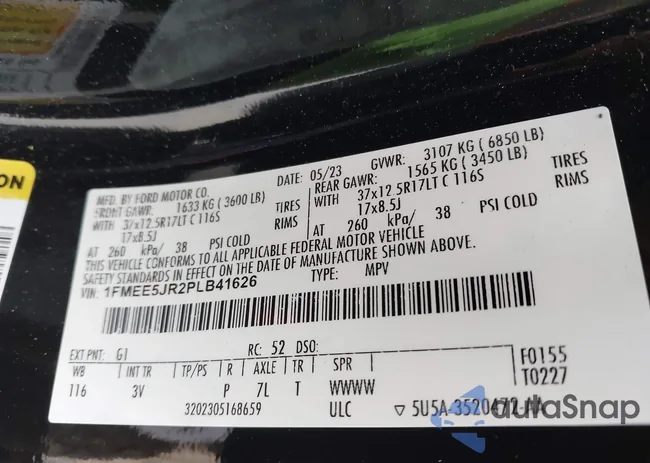 ON
MFD. BY FORD MOTOR CO.
DATE: 05/23 GVWR: 3107 KG ( 6850 LB)
FRONT GAWR: 1633 KG ( 3600 LB)
REAR GAWR: 1565 KG ( 3450 LB)
WITH 37x12.5R17LT C 116S TIRES
WITH 37x12.5R17LT C 116S TIRES
17x8.5J RIMS
17x8.5J RIMS
AT 260 kPa/ 38 PSI COLD
AT 260 kPa/ 38 PSI COLD
THIS VEHICLE CONFORMS TO ALL APPLICABLE FEDERAL MOTOR VEHICLE
SAFETY STANDARDS IN EFFECT ON THE DATE OF MANUFACTURE SHOWN ABOVE.
VIN: 1FMEE5JR2PLB41626 TYPE: MPV
EXT PNT: G1 RC: 52 DSO:
WB INT TR TP/PS R AXLE TR SPR
116 3V P 7L T WWWW
F0155
T0227
3202305168659 ULC ▽ 5U5A-3520472-AA
AutaSnap